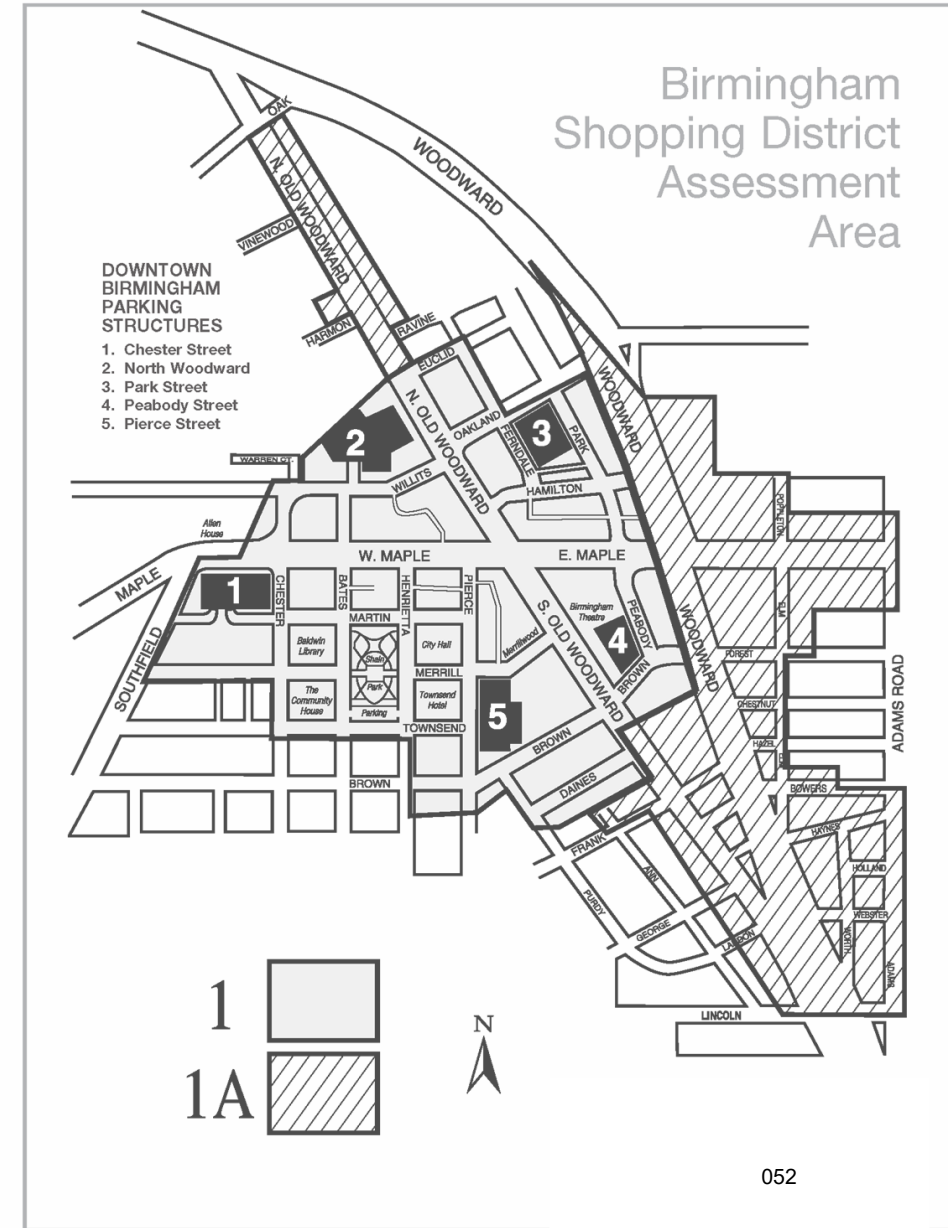 Birmingham
Shopping District
Assessment
Area
OAK
WOODWARD
N. OLD WOODWARD
VINEWOOD
HARMON
RAVINE
EUCLID
DOWNTOWN
BIRMINGHAM
PARKING
STRUCTURES
1. Chester Street
2. North Woodward
3. Park Street
4. Peabody Street
5. Pierce Street
N. OLD WOODWARD
OAKLAND
FERNDALE
PARK
WOODWARD
2
3
WARREN CT.
WILLITS
HAMILTON
POPPLETON
Allen
House
W. MAPLE
E. MAPLE
MAPLE
1
CHESTER
BATES
HENRIETTA
PIERCE
MARTIN
S. OLD WOODWARD
Birmingham
Theatre
PEABODY
4
WOODWARD
ELM
Baldwin
Library
Shain
Park
City Hall
Merrillwood
MERRILL
BROWN
FOREST
SOUTHFIELD
The
Community
House
Parking
Townsend
Hotel
5
TOWNSEND
CHESTNUT
HAZEL
ELM
ADAMS ROAD
BROWN
BROWN
DAINES
BOWERS
HAYNES
FRANK
ANN
PURDY
GEORGE
LANDON
HOLLAND
WEBSTER
WORTH
ADAMS
LINCOLN
1
1A
N
052